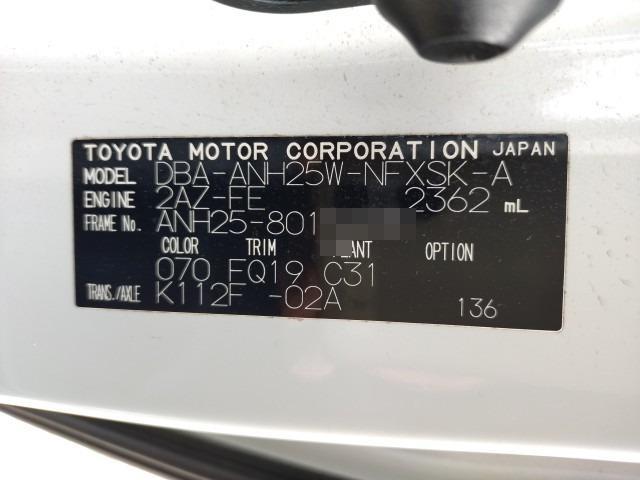 TOYOTA MOTOR CORPORATION JAPAN
MODEL DBA-ANH25W-NFXSK-A
ENGINE 2AZ-FE 2362 mL
FRAME No. ANH25-801
COLOR TRIM PLANT OPTION
070 FQ19 C31
TRANS./AXLE K112F -02A 136